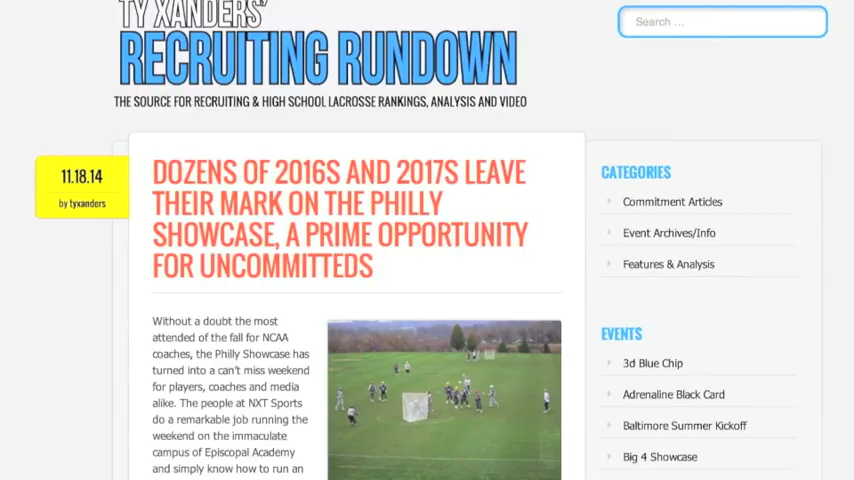 TY XANDERS'
RECRUITING RUNDOWN
THE SOURCE FOR RECRUITING & HIGH SCHOOL LACROSSE RANKINGS, ANALYSIS AND VIDEO
Search ...
11.18.14
by tyxanders
DOZENS OF 2016S AND 2017S LEAVE
THEIR MARK ON THE PHILLY
SHOWCASE, A PRIME OPPORTUNITY
FOR UNCOMMITTEDS
Without a doubt the most
attended of the fall for NCAA
coaches, the Philly Showcase has
turned into a can't miss weekend
for players, coaches and media
alike. The people at NXT Sports
do a remarkable job running the
weekend on the immaculate
campus of Episcopal Academy
and simply know how to run an
CATEGORIES
Commitment Articles
Event Archives/Info
Features & Analysis
EVENTS
3d Blue Chip
Adrenaline Black Card
Baltimore Summer Kickoff
Big 4 Showcase